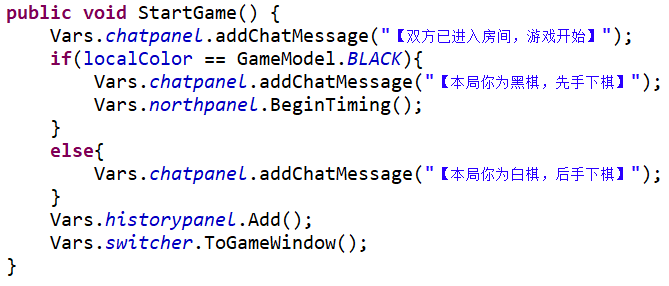 public void StartGame() {
    Vars.chatpanel.addChatMessage("【双方已进入房间，游戏开始】");
    if(localColor == GameModel.BLACK){
        Vars.chatpanel.addChatMessage("【本局你为黑棋，先手下棋】");
        Vars.northpanel.BeginTiming();
    }
    else{
        Vars.chatpanel.addChatMessage("【本局你为白棋，后手下棋】");
    }
    Vars.historypanel.Add();
    Vars.switcher.ToGameWindow();
}